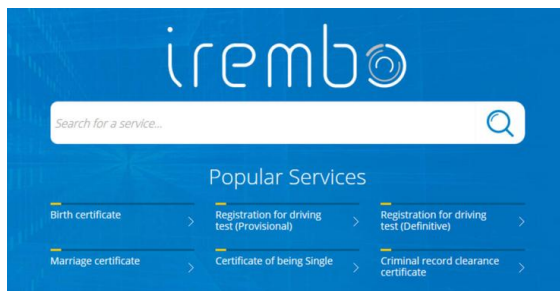 irembo
Search for a service...
Popular Services
Birth certificate
Registration for driving
test (Provisional)
Registration for driving
test (Definitive)
Marriage certificate
Certificate of being Single
Criminal record clearance
certificate